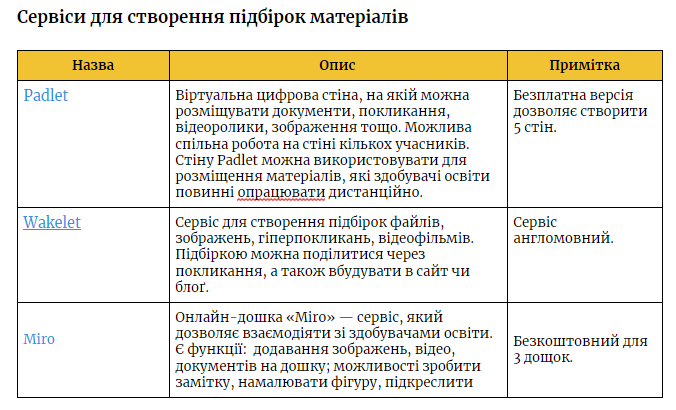 Сервіси для створення підбірок матеріалів
Назва
Опис
Примітка
Padlet
Віртуальна цифрова стіна, на якій можна
розміщувати документи, покликання,
відеоролики, зображення тощо. Можлива
спільна робота на стіні кількох учасників.
Стіну Padlet можна використовувати для
розміщення матеріалів, які здобувачі освіти
повинні опрацювати дистанційно.
Безплатна версія
дозволяє створити
5 стін.
Wakelet
Сервіс для створення підбірок файлів,
зображень, гіперпокликань, відеофільмів.
Підбіркою можна поділитися через
покликання, а також вбудувати в сайт чи
блоґ.
Сервіс
англомовний.
Miro
Онлайн-дошка «Miro» — сервіс, який
дозволяє взаємодіяти зі здобувачами освіти.
Є функції:  додавання зображень, відео,
документів на дошку; можливості зробити
замітку, намалювати фігуру, підкреслити
Безкоштовний для
3 дощок.